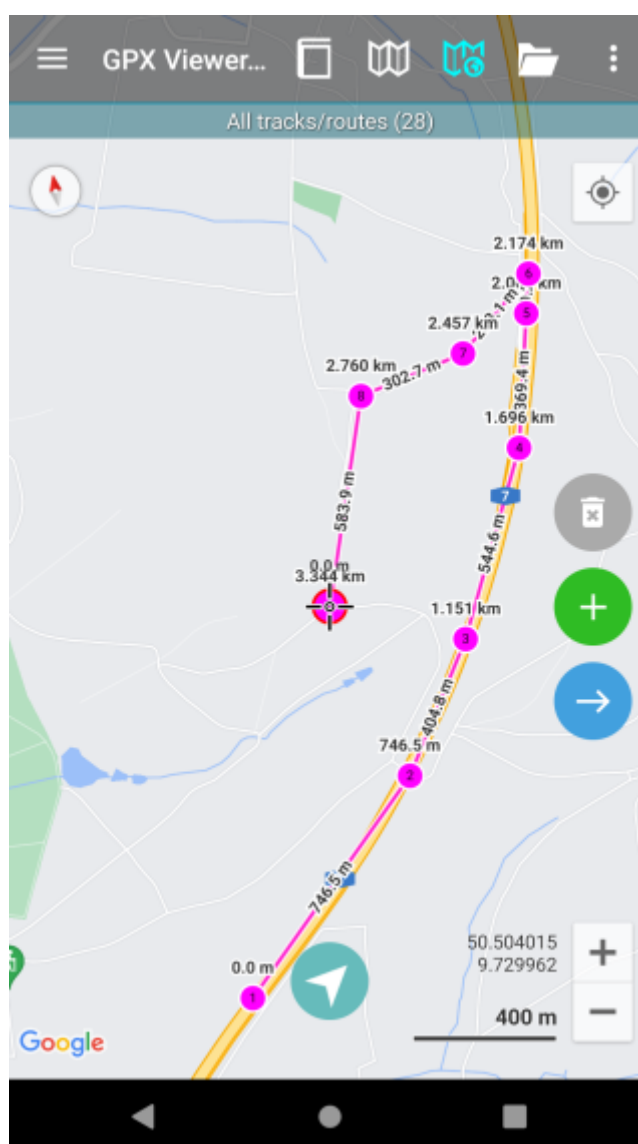 GPX Viewer...
All tracks/routes (28)
2.174 km
6
km
5
2.457 km
7
2.760 km
302.7 m
8
369.4 m
1.696 km
4
7
583.9 m
544.6 m
0.0 m
3.344 km
1.151 km
3
404.8 m
746.5 m
2
746.5 m
50.504015
9.729962
0.0 m
1
400 m
Google